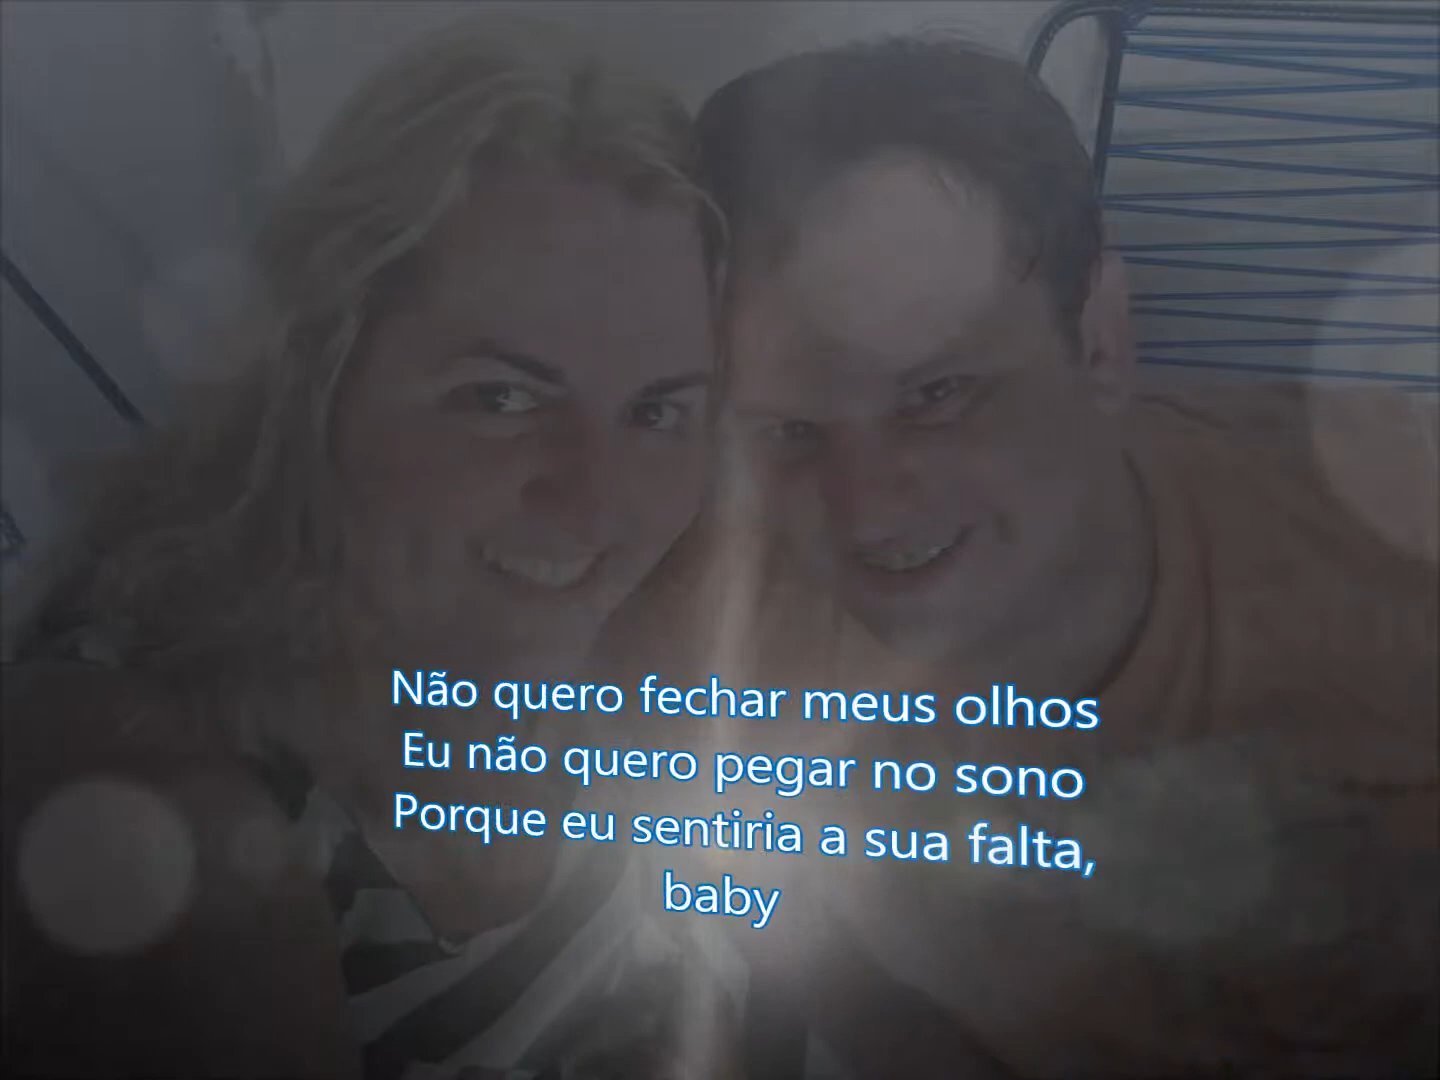 Não quero fechar meus olhos
Eu não quero pegar no sono
Porque eu sentiria a sua falta,
baby